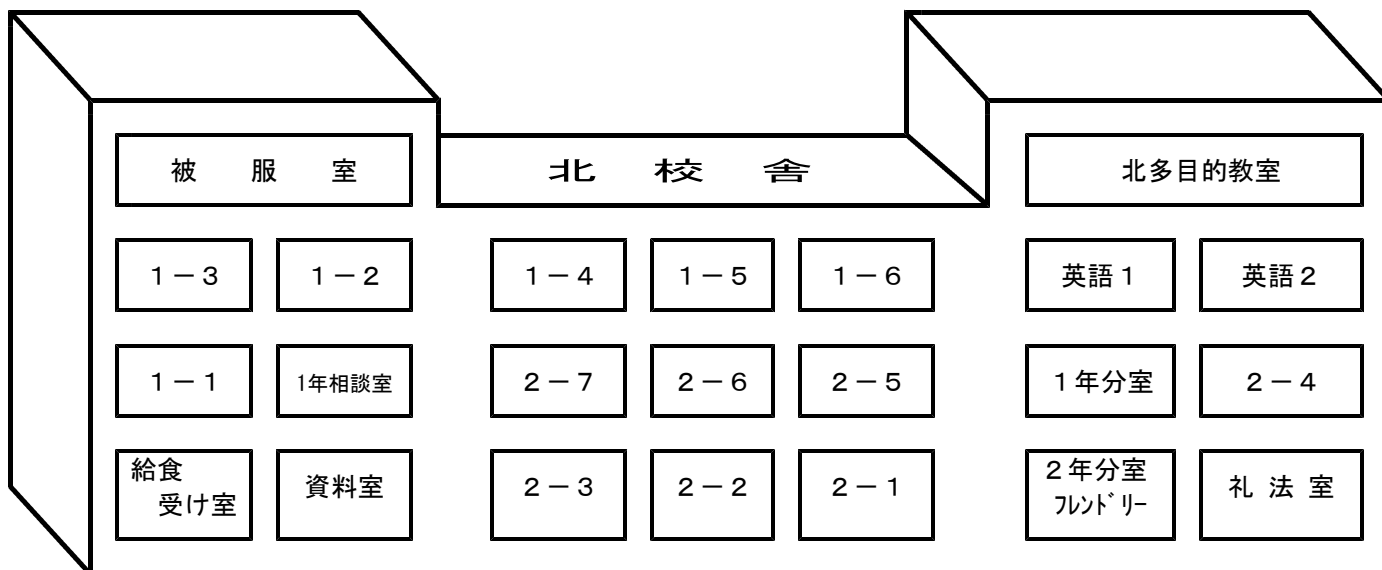 被服室
北校舎
北多目的教室
1－3
1－2
1－4
1－5
1－6
英語1
英語2
1－1
1年相談室
2－7
2－6
2－5
1年分室
2－4
給食
受け室
資料室
2－3
2－2
2－1
2年分室
ﾌﾚﾝﾄﾞﾘｰ
礼法室